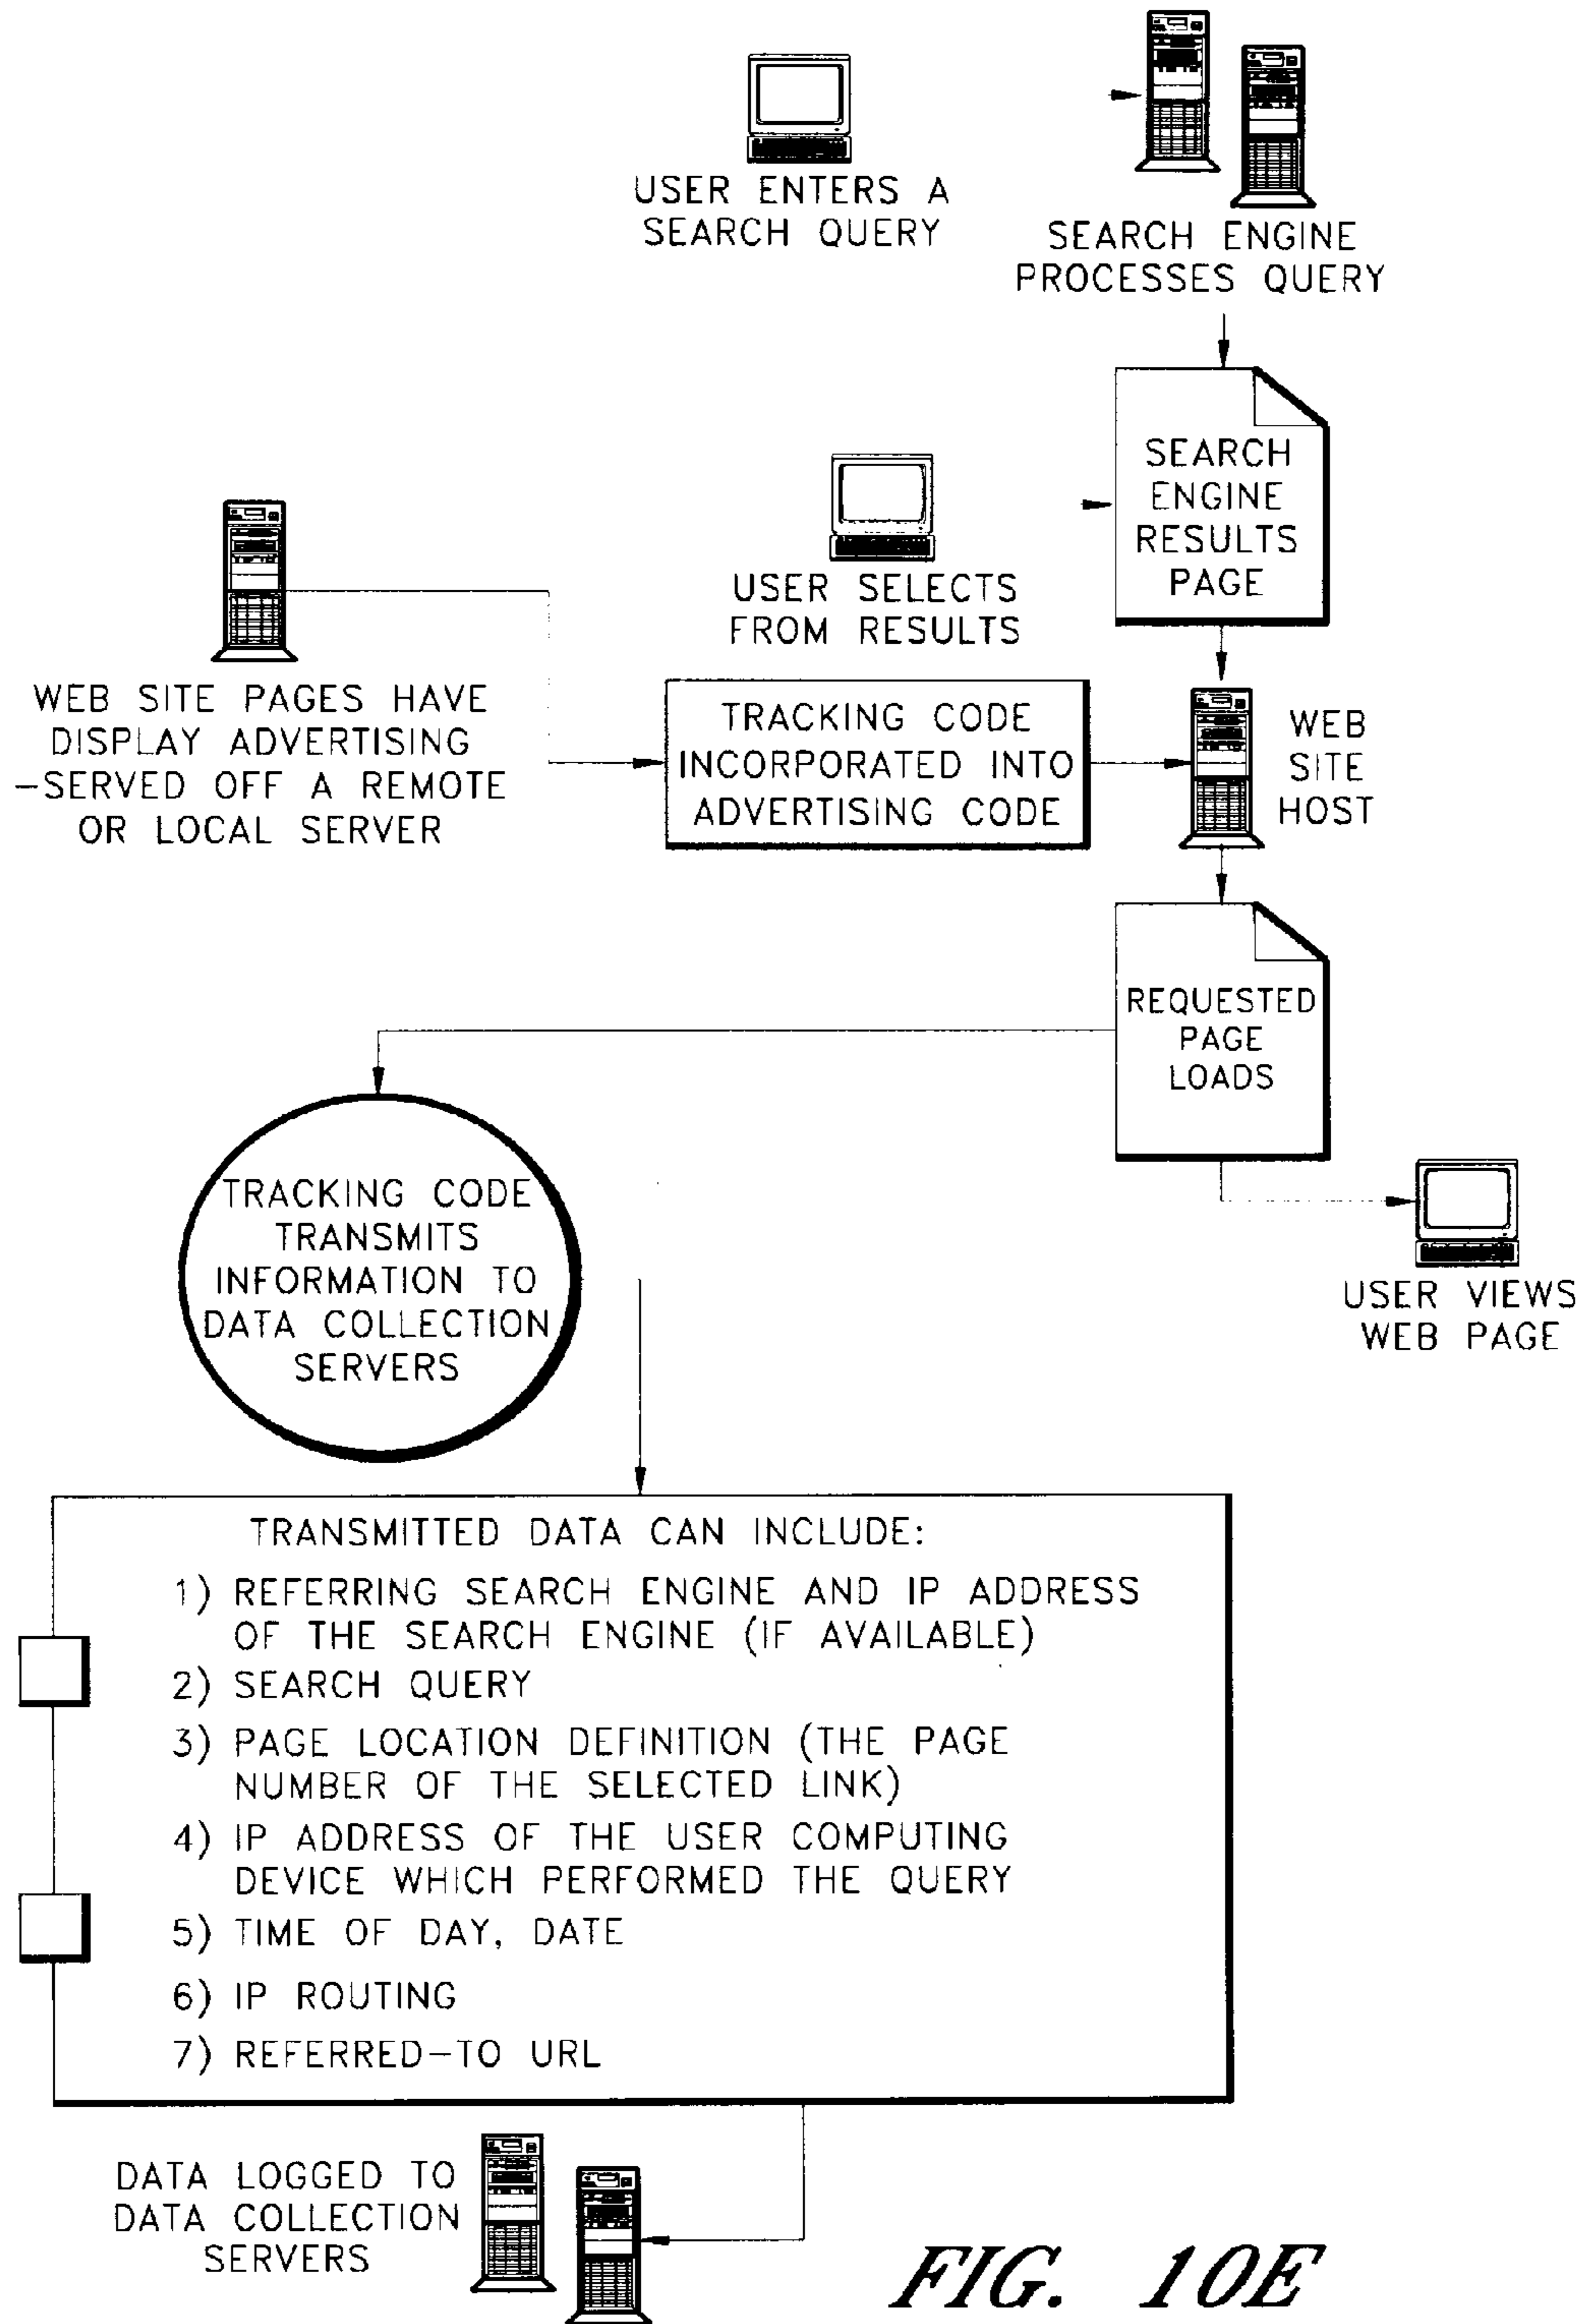 USER ENTERS A
SEARCH QUERY
SEARCH ENGINE
PROCESSES QUERY
SEARCH
ENGINE
RESULTS
PAGE
USER SELECTS
FROM RESULTS
WEB SITE PAGES HAVE
DISPLAY ADVERTISING
-SERVED OFF A REMOTE
OR LOCAL SERVER
TRACKING CODE
INCORPORATED INTO
ADVERTISING CODE
WEB
SITE
HOST
REQUESTED
PAGE
LOADS
TRACKING CODE
TRANSMITS
INFORMATION TO
DATA COLLECTION
SERVERS
USER VIEWS
WEB PAGE
TRANSMITTED DATA CAN INCLUDE:
1) REFERRING SEARCH ENGINE AND IP ADDRESS
OF THE SEARCH ENGINE (IF AVAILABLE)
2) SEARCH QUERY
3) PAGE LOCATION DEFINITION (THE PAGE
NUMBER OF THE SELECTED LINK)
4) IP ADDRESS OF THE USER COMPUTING
DEVICE WHICH PERFORMED THE QUERY
5) TIME OF DAY, DATE
6) IP ROUTING
7) REFERRED-TO URL
DATA LOGGED TO
DATA COLLECTION
SERVERS
FIG. 10E